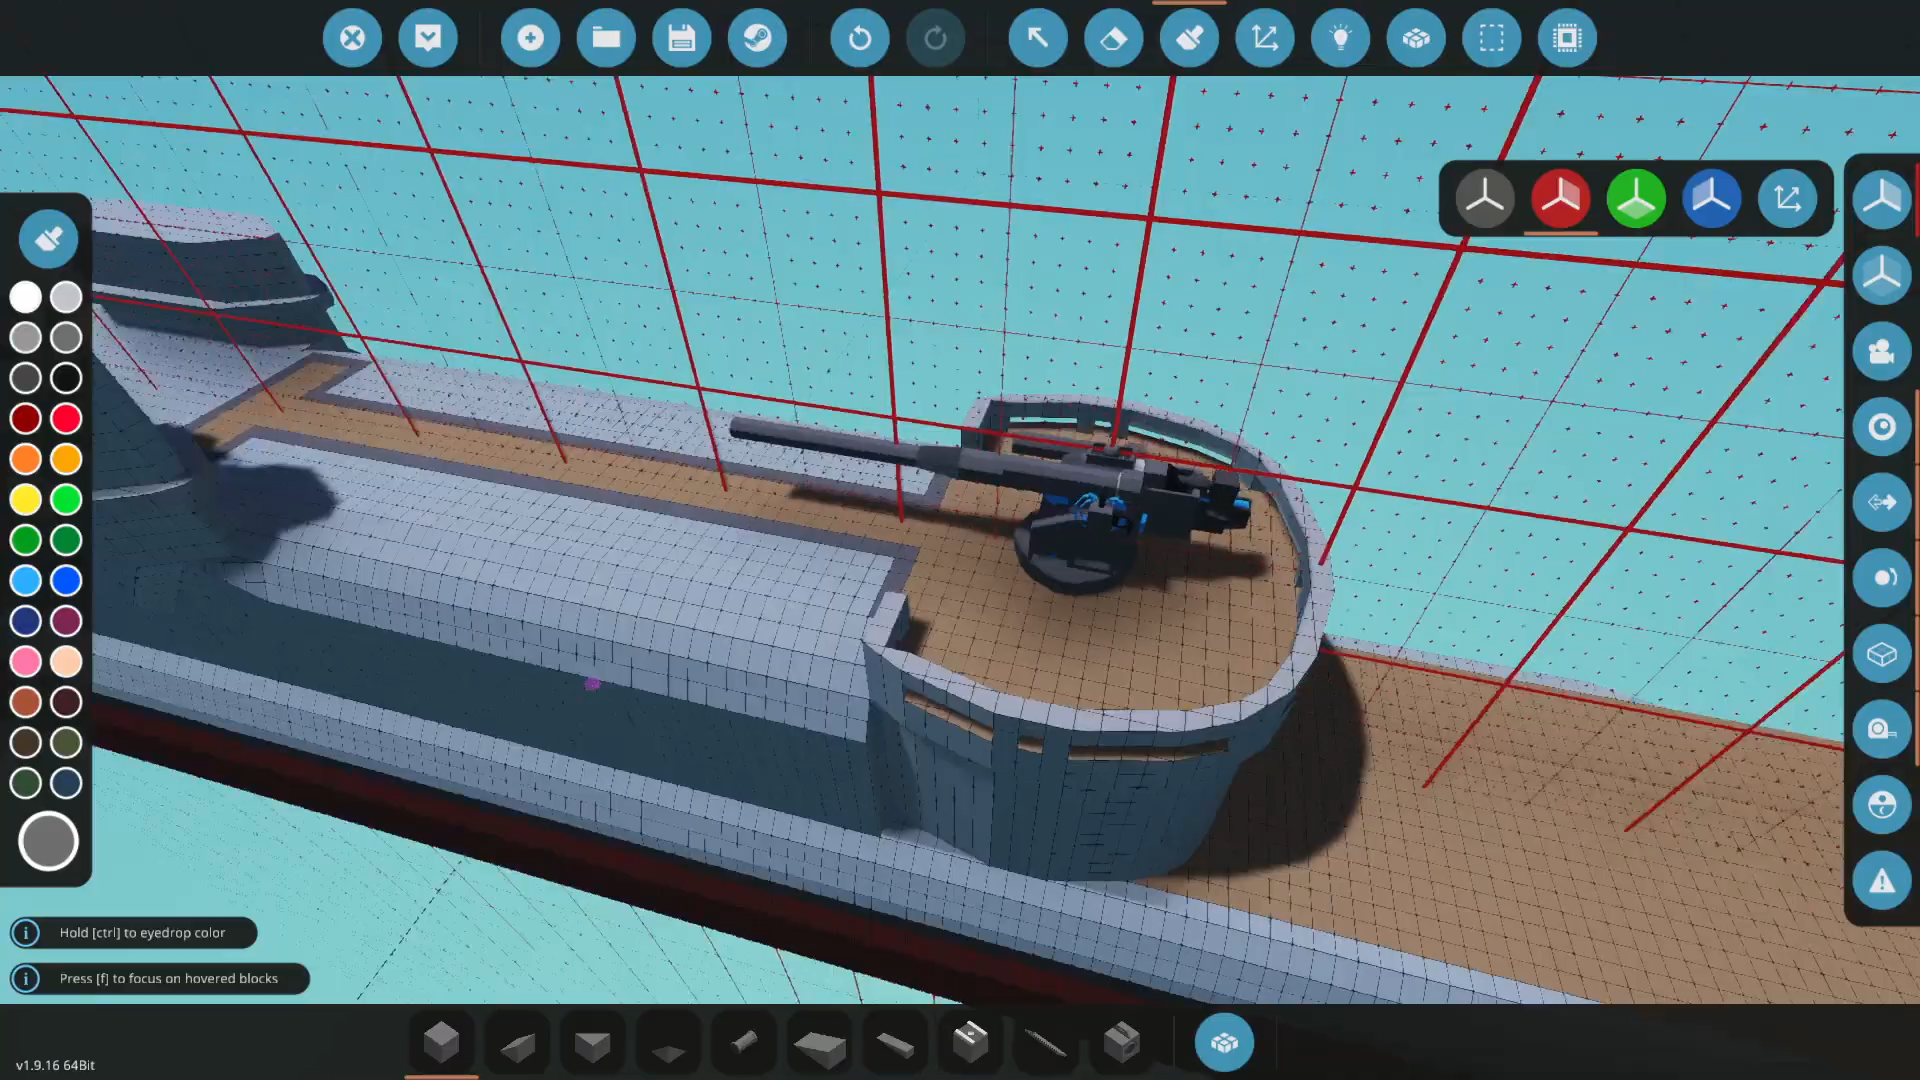 Hold [ctrl] to eyedrop color
Press [f] to focus on hovered blocks
v1.9.16 64Bit